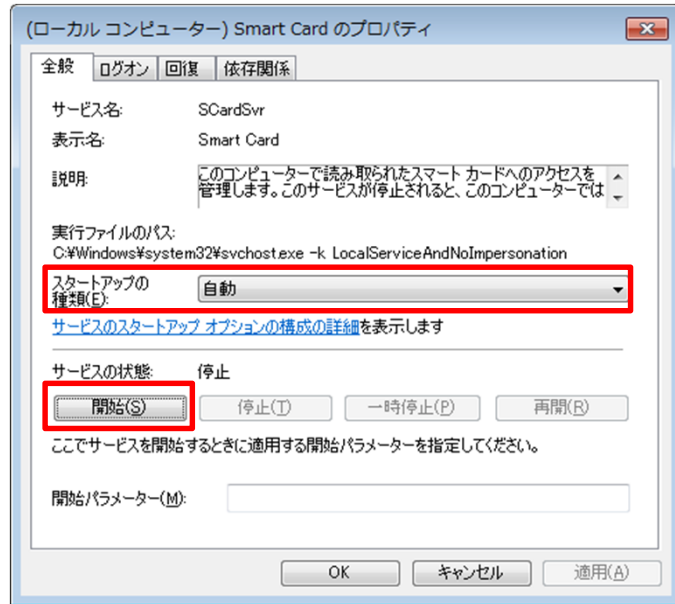 (ローカル コンピューター) Smart Card のプロパティ
全般 ログオン 回復 依存関係
サービス名: SCardSvr
表示名: Smart Card
説明: このコンピューターで読み取られたスマート カードへのアクセスを
管理します。このサービスが停止されると、このコンピューターでは
実行ファイルのパス:
C:¥Windows¥system32¥svchost.exe -k LocalServiceAndNoImpersonation
スタートアップの
種類(E): 自動
サービスのスタートアップ オプションの構成の詳細を表示します
サービスの状態: 停止
開始(S) 停止(T) 一時停止(P) 再開(R)
ここでサービスを開始するときに適用する開始パラメーターを指定してください。
開始パラメーター(M):
OK キャンセル 適用(A)